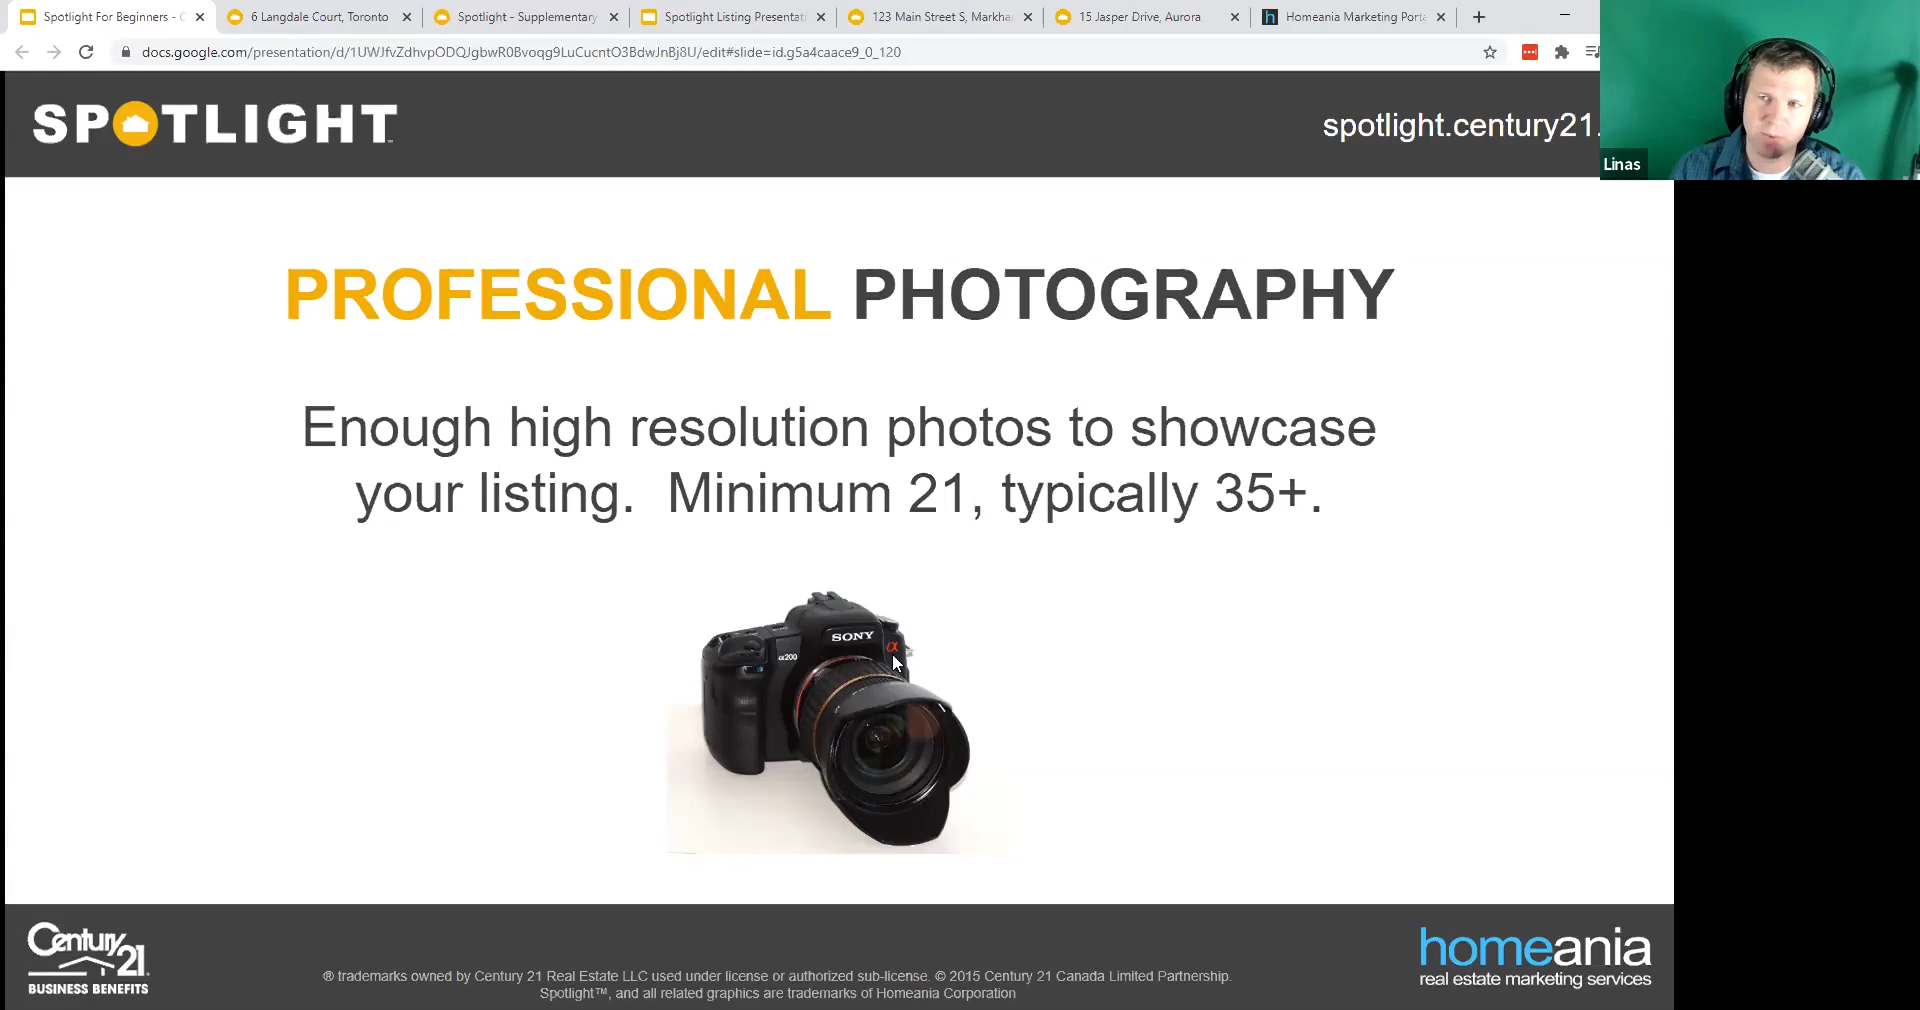 Spotlight For Beginners - C
6 Langdale Court, Toronto
Spotlight - Supplementary
Spotlight Listing Presentati
123 Main Street S, Markha
15 Jasper Drive, Aurora
h Homeania Marketing Porta
docs.google.com/presentation/d/1UWJfvZdhvpODQJgbwR0Bvoqg9LuCucntO3BdwJnBj8U/edit#slide=id.g5a4caace9_0_120
SPOTLIGHT
spotlight.century21.
Linas
PROFESSIONAL PHOTOGRAPHY
Enough high resolution photos to showcase
your listing.  Minimum 21, typically 35+.
SONY
α
α200
Century 21
BUSINESS BENEFITS
® trademarks owned by Century 21 Real Estate LLC used under license or authorized sub-license. © 2015 Century 21 Canada Limited Partnership.
Spotlight™, and all related graphics are trademarks of Homeania Corporation
homeania
real estate marketing services